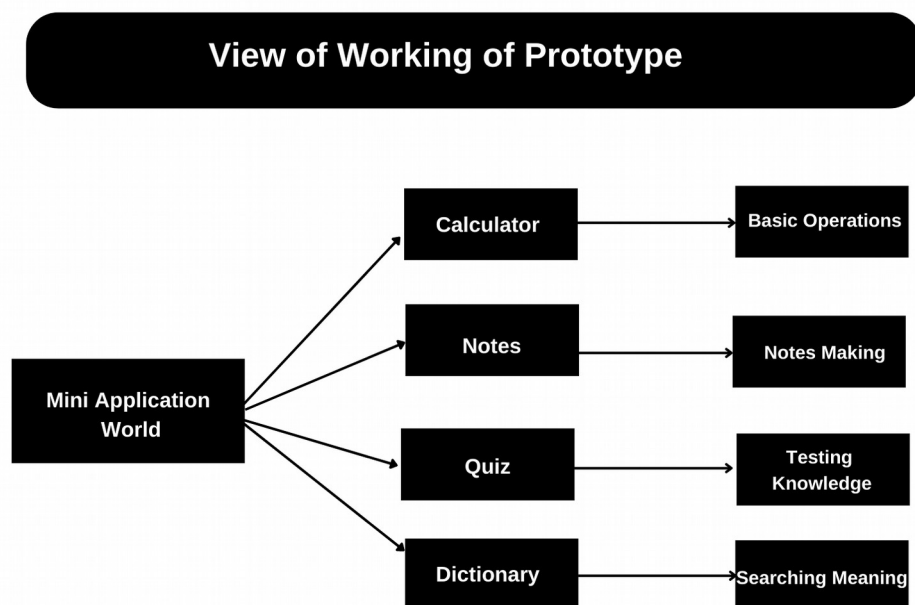 View of Working of Prototype
Calculator
Basic Operations
Notes
Notes Making
Mini Application
World
Quiz
Testing
Knowledge
Dictionary
Searching Meaning